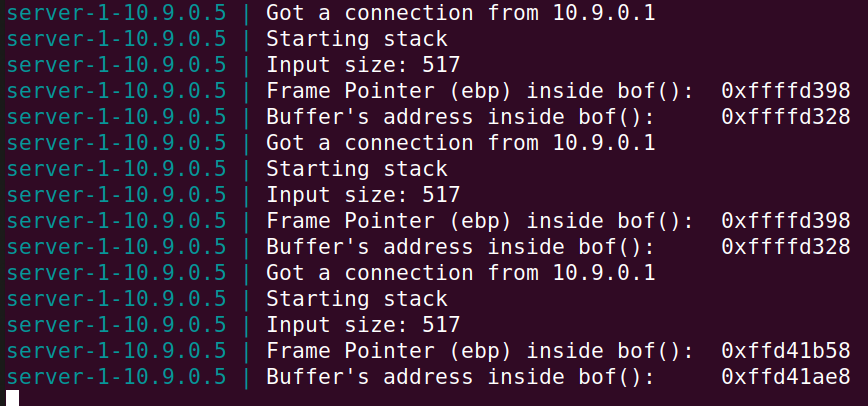 server-1-10.9.0.5 | Got a connection from 10.9.0.1
server-1-10.9.0.5 | Starting stack
server-1-10.9.0.5 | Input size: 517
server-1-10.9.0.5 | Frame Pointer (ebp) inside bof():  0xffffd398
server-1-10.9.0.5 | Buffer's address inside bof():     0xffffd328
server-1-10.9.0.5 | Got a connection from 10.9.0.1
server-1-10.9.0.5 | Starting stack
server-1-10.9.0.5 | Input size: 517
server-1-10.9.0.5 | Frame Pointer (ebp) inside bof():  0xffffd398
server-1-10.9.0.5 | Buffer's address inside bof():     0xffffd328
server-1-10.9.0.5 | Got a connection from 10.9.0.1
server-1-10.9.0.5 | Starting stack
server-1-10.9.0.5 | Input size: 517
server-1-10.9.0.5 | Frame Pointer (ebp) inside bof():  0xffd41b58
server-1-10.9.0.5 | Buffer's address inside bof():     0xffd41ae8